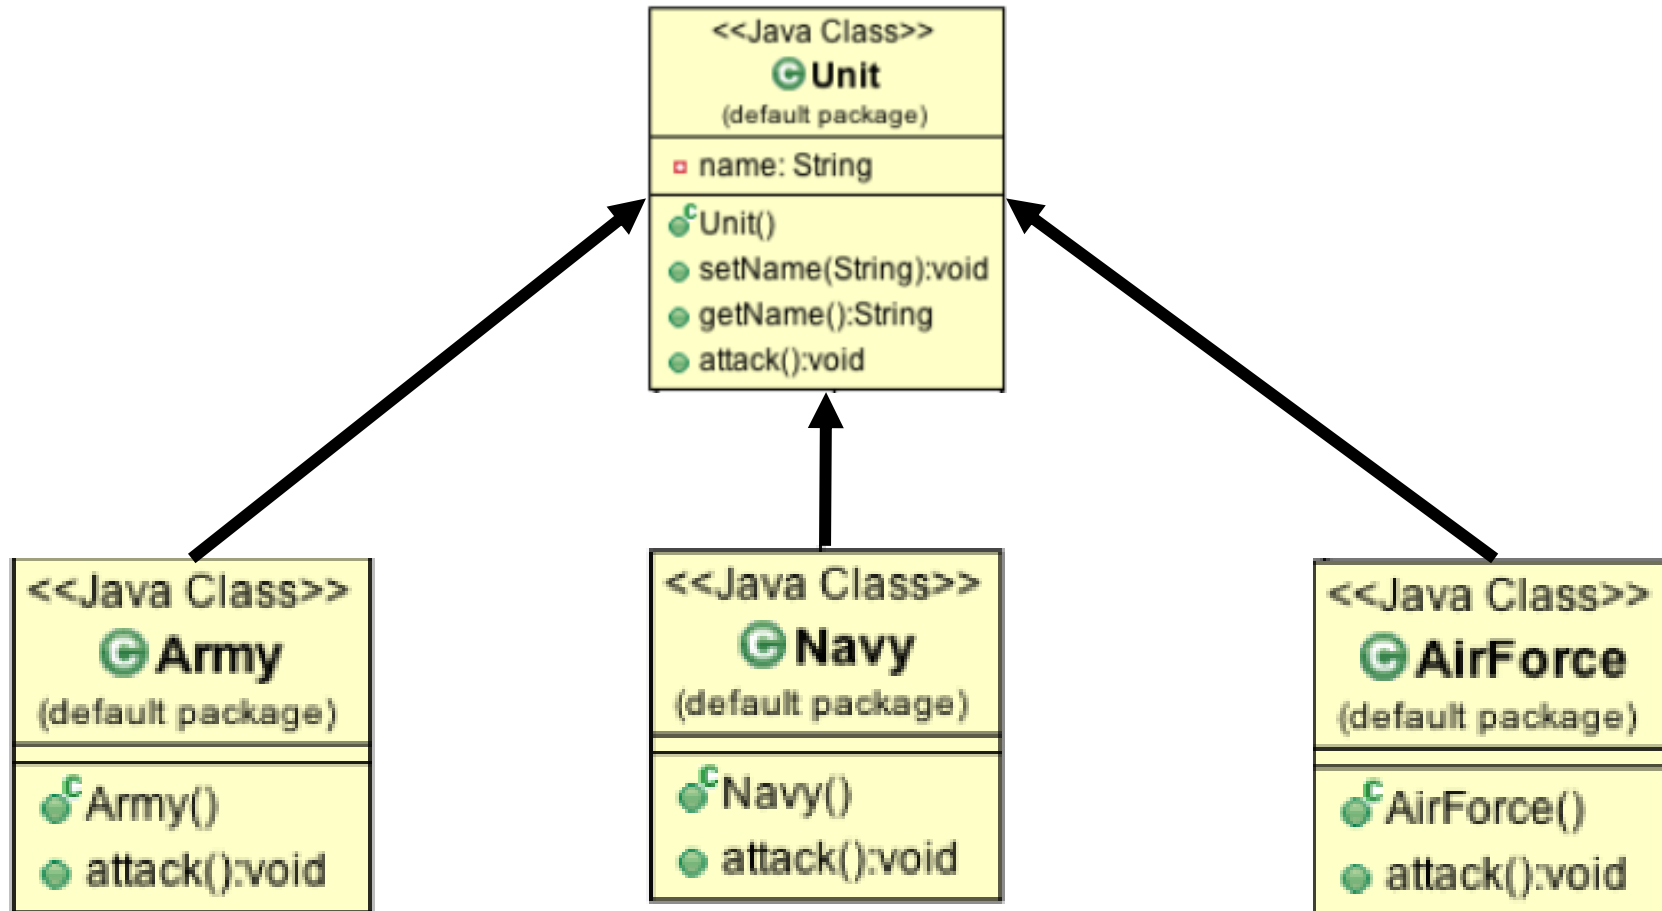 <<Java Class>>
C Unit
(default package)
name: String
C Unit()
setName(String):void
getName():String
attack():void
<<Java Class>>
C Army
(default package)
C Army()
attack():void
<<Java Class>>
C Navy
(default package)
C Navy()
attack():void
<<Java Class>>
C AirForce
(default package)
C AirForce()
attack():void